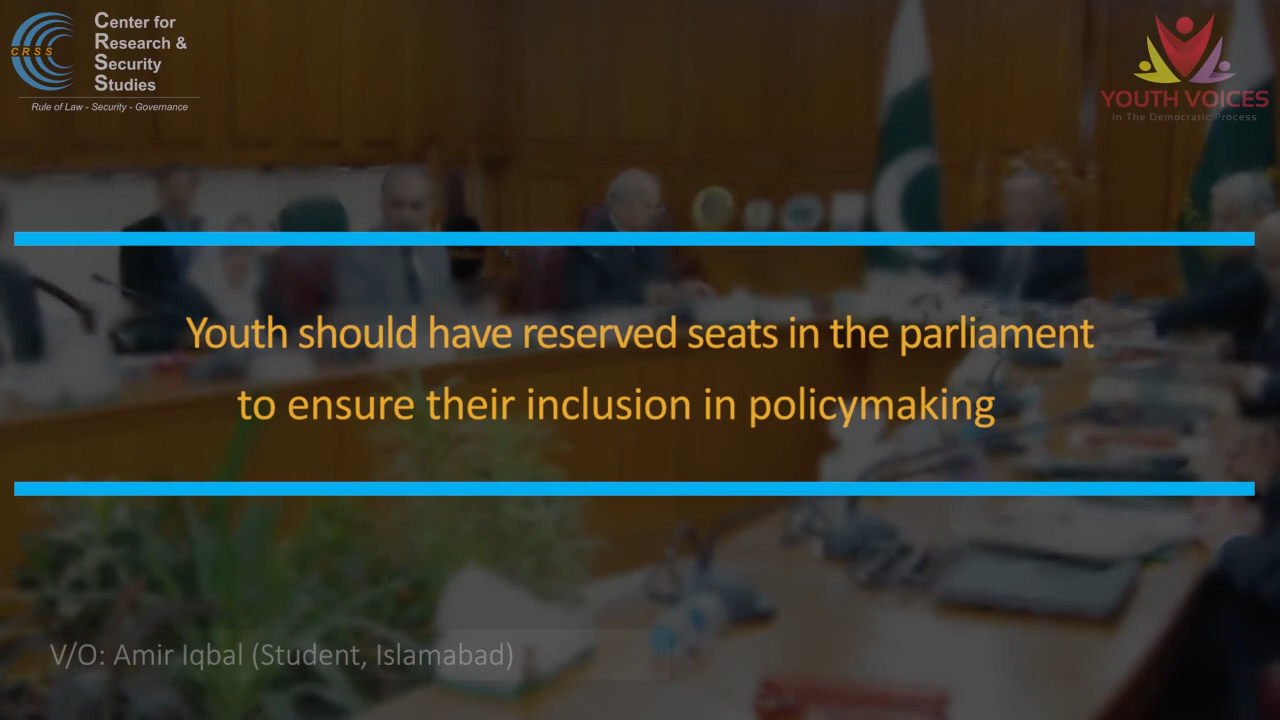 Center for
Research &
Security
Studies
CRSS
Rule of Law - Security - Governance
YOUTH VOICES
In The Democratic Process
Youth should have reserved seats in the parliament
to ensure their inclusion in policymaking
V/O: Amir Iqbal (Student, Islamabad)